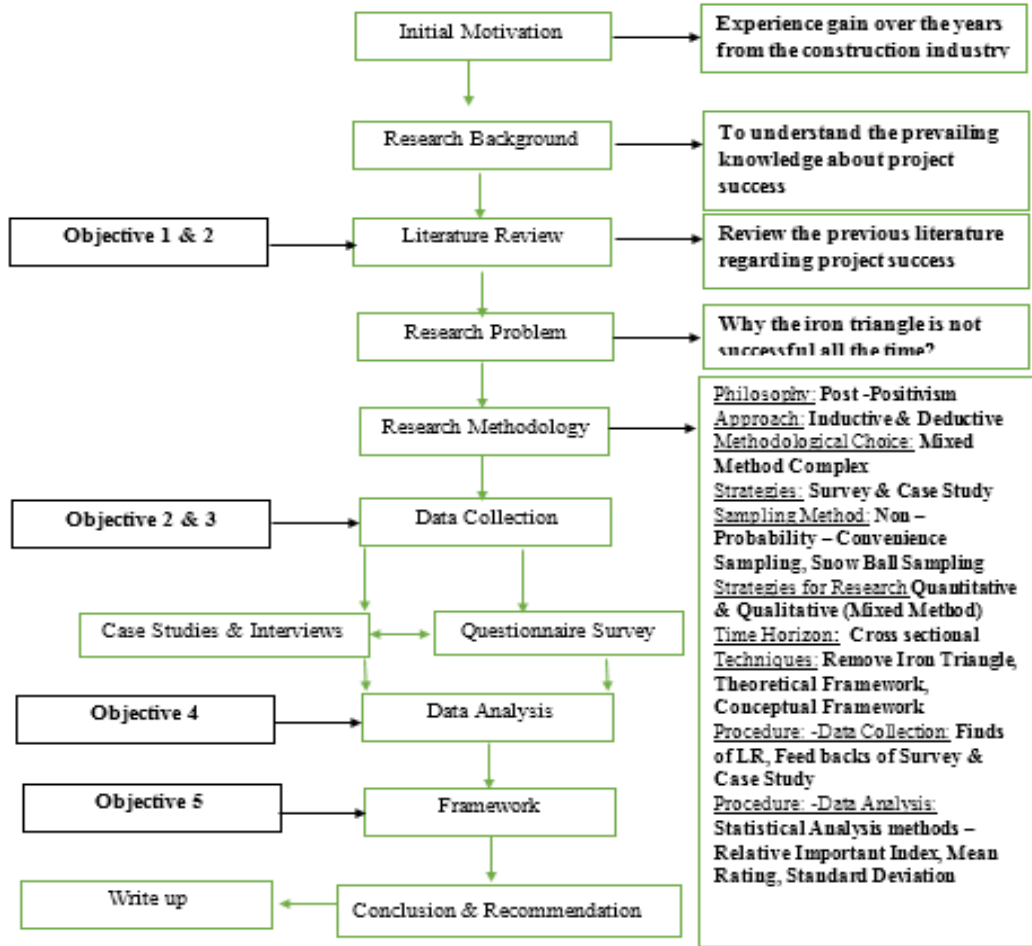 Initial Motivation
Experience gain over the years
from the construction industry
Research Background
To understand the prevailing
knowledge about project
success
Objective 1 & 2
Literature Review
Review the previous literature
regarding project success
Research Problem
Why the iron triangle is not
successful all the time?
Research Methodology
Philosophy: Post -Positivism
Approach: Inductive & Deductive
Methodological Choice: Mixed
Method Complex
Strategies: Survey & Case Study
Sampling Method: Non –
Probability – Convenience
Sampling, Snow Ball Sampling
Strategies for Research Quantitative
& Qualitative (Mixed Method)
Time Horizon: Cross sectional
Techniques: Remove Iron Triangle,
Theoretical Framework,
Conceptual Framework
Procedure: -Data Collection: Finds
of LR, Feed backs of Survey &
Case Study
Procedure: -Data Analysis:
Statistical Analysis methods –
Relative Important Index, Mean
Rating, Standard Deviation
Objective 2 & 3
Data Collection
Case Studies & Interviews
Questionnaire Survey
Objective 4
Data Analysis
Objective 5
Framework
Write up
Conclusion & Recommendation